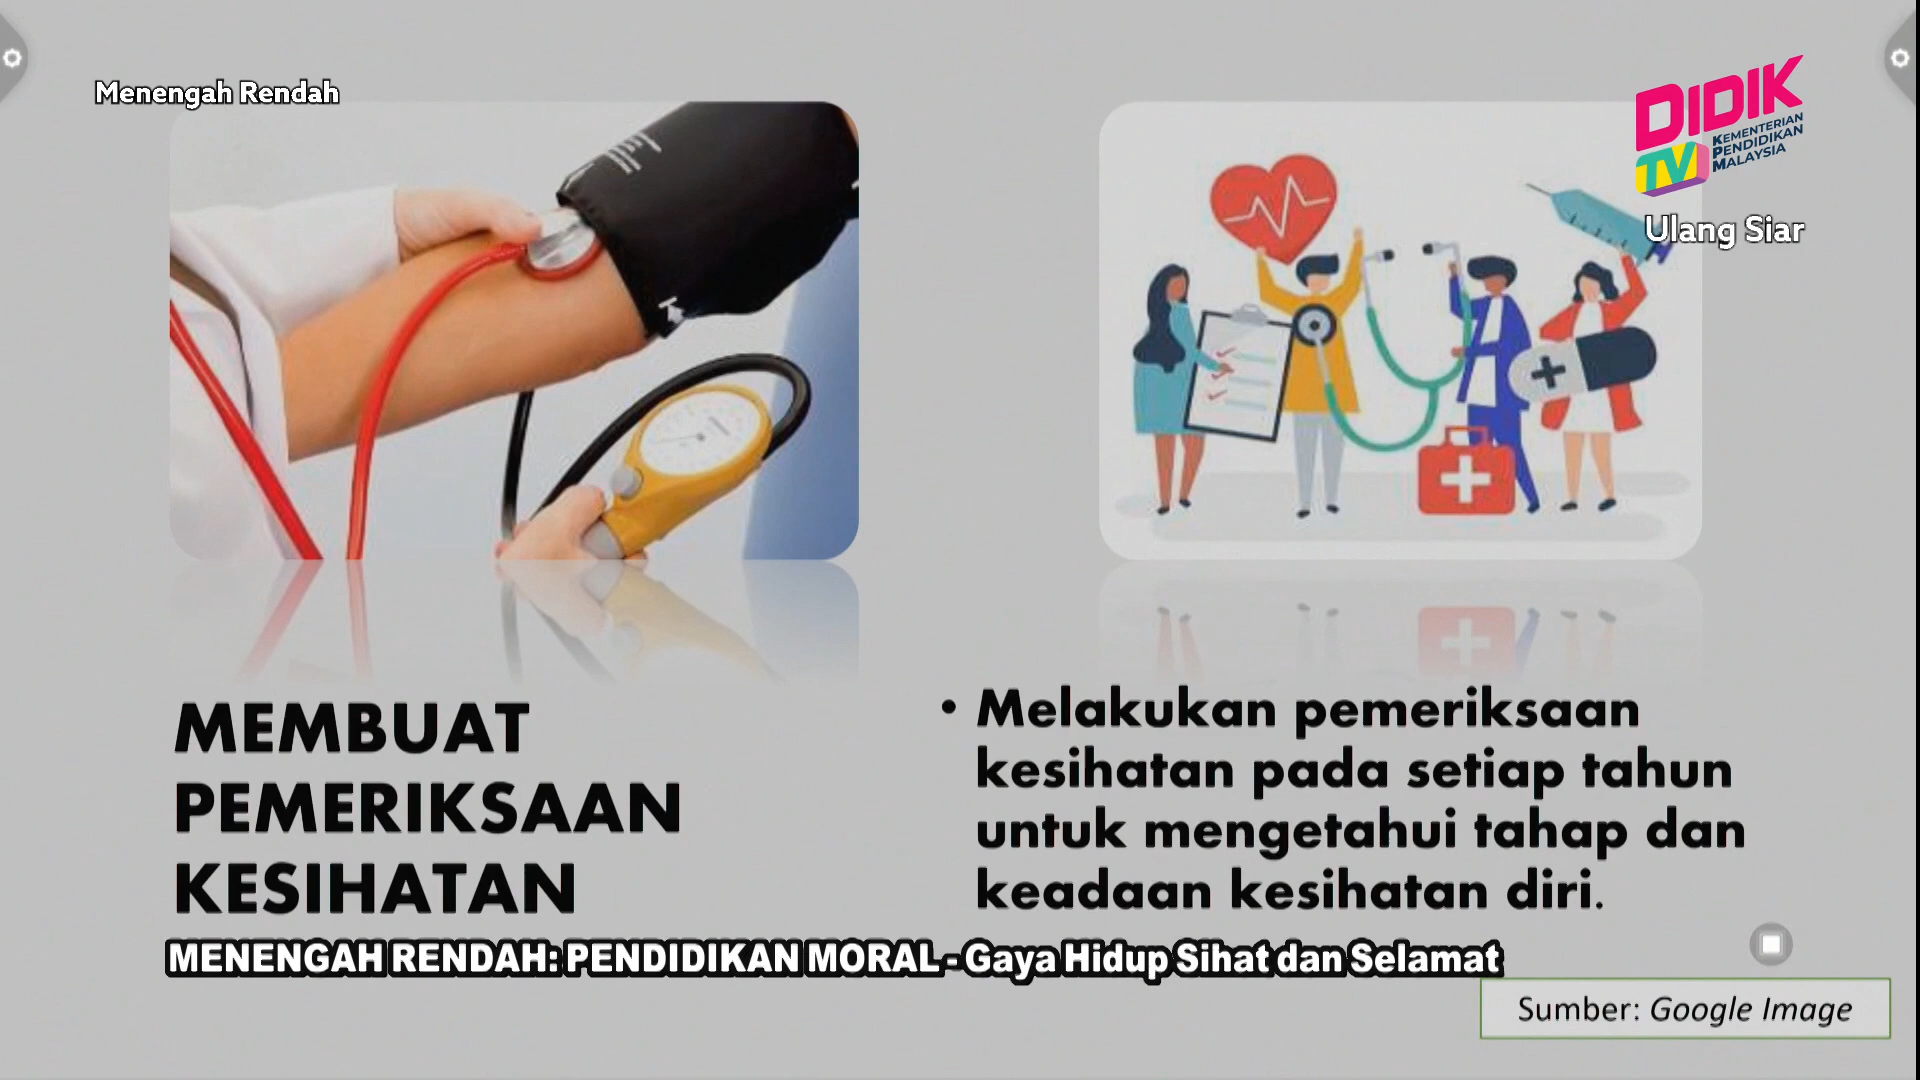 Menengah Rendah
DIDIK
TV
KEMENTERIAN
PENDIDIKAN
MALAYSIA
Ulang Siar
MEMBUAT
PEMERIKSAAN
KESIHATAN
• Melakukan pemeriksaan
kesihatan pada setiap tahun
untuk mengetahui tahap dan
keadaan kesihatan diri.
MENENGAH RENDAH: PENDIDIKAN MORAL - Gaya Hidup Sihat dan Selamat
Sumber: Google Image